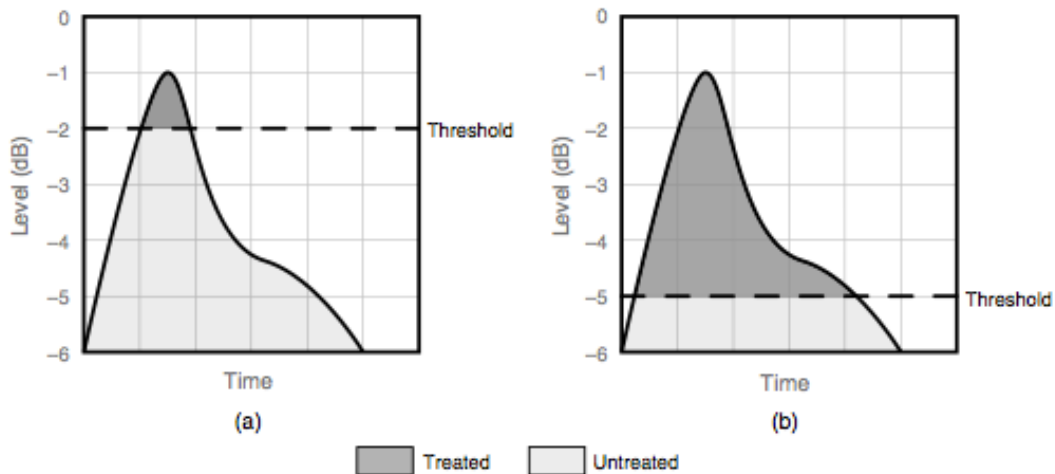 0
–1
–2
–3
–4
–5
–6
Level (dB)
Threshold
Time
(a)
0
–1
–2
–3
–4
–5
–6
Level (dB)
Threshold
Time
(b)
Treated
Untreated